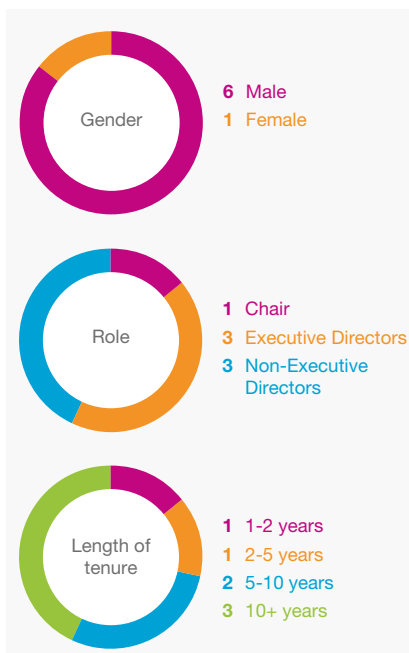 Gender
6 Male
1 Female
Role
1 Chair
3 Executive Directors
3 Non-Executive
Directors
Length of
tenure
1 1-2 years
1 2-5 years
2 5-10 years
3 10+ years